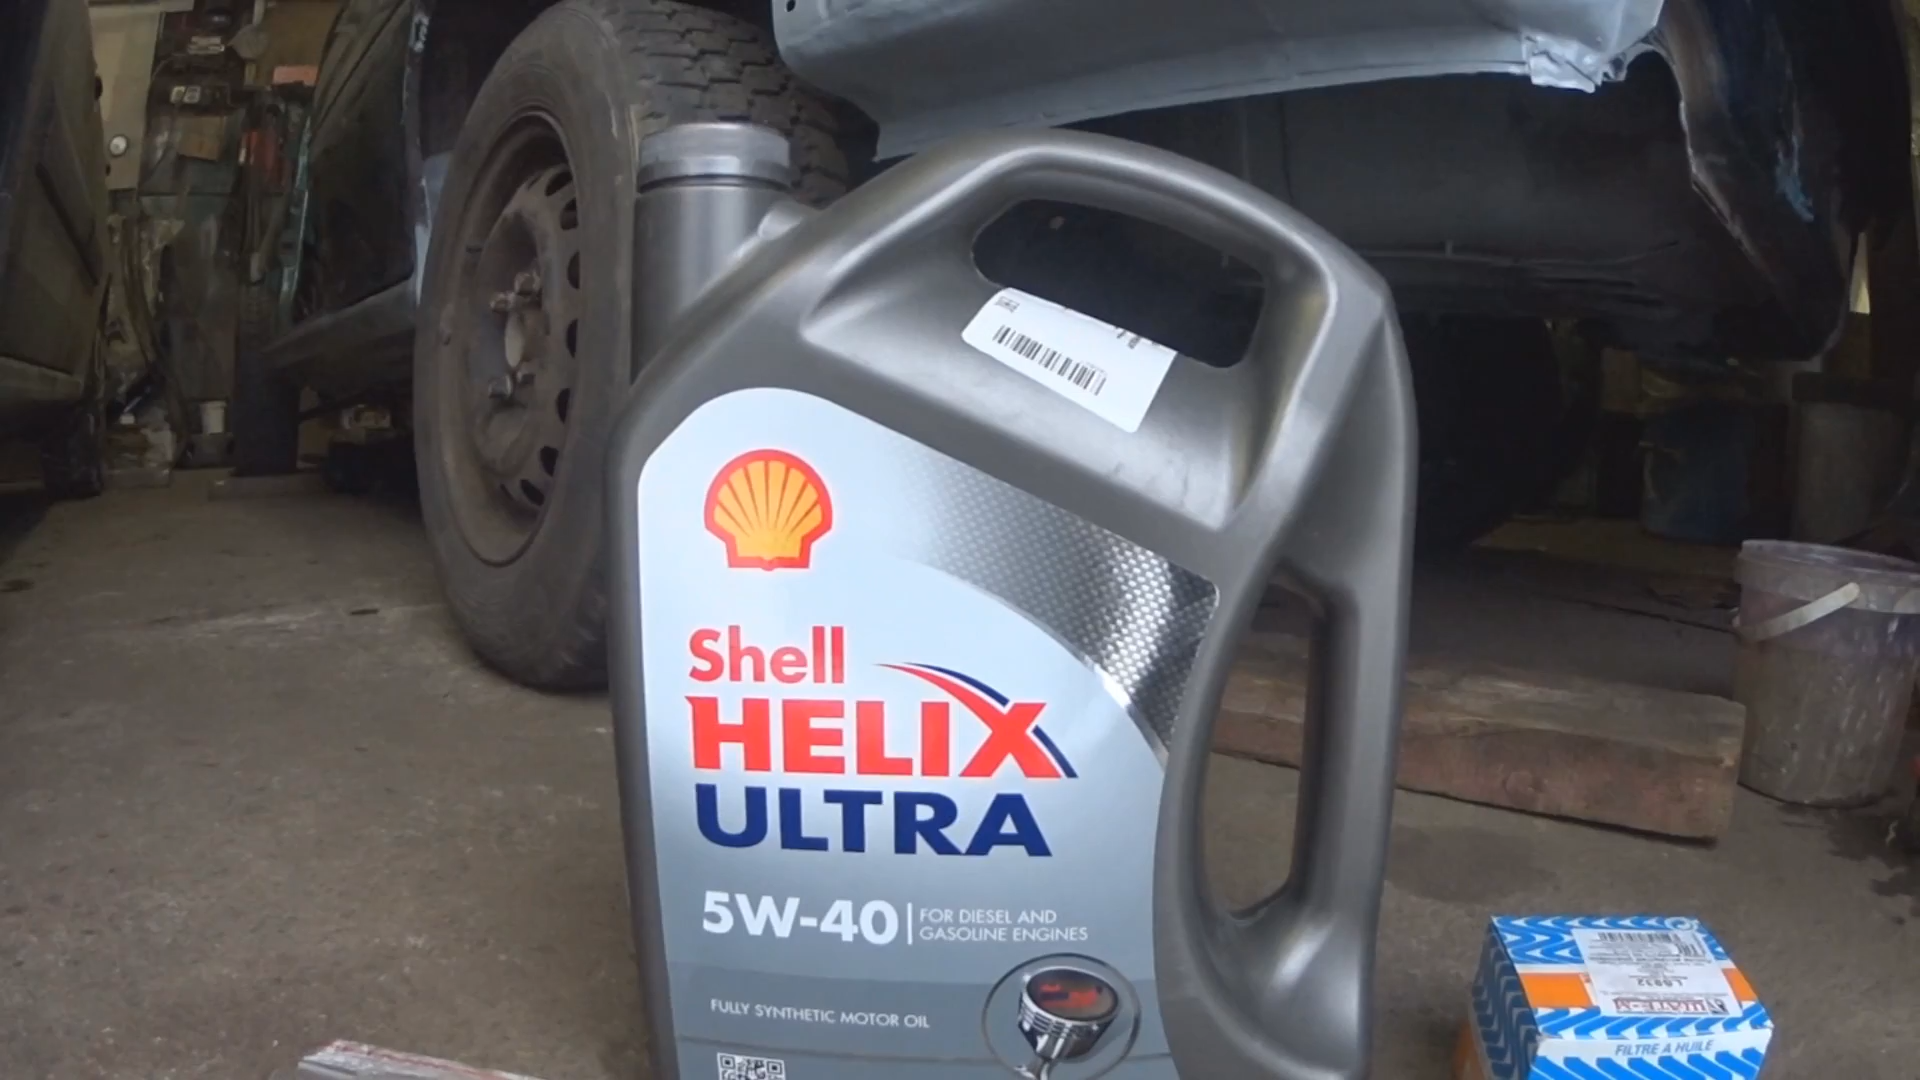 Shell
HELIX
ULTRA
5W-40
FOR DIESEL AND
GASOLINE ENGINES
FULLY SYNTHETIC MOTOR OIL
FILTRE A HUILE